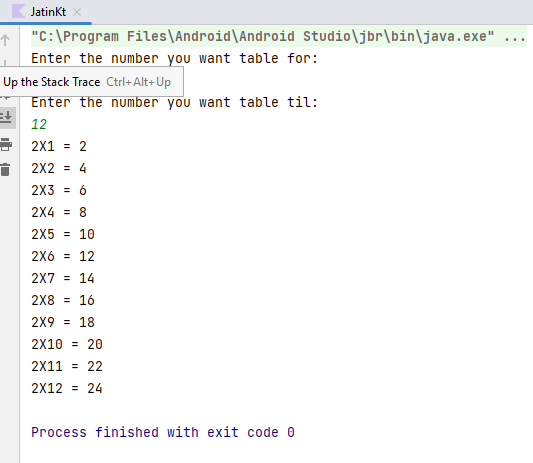 JatinKt
"C:\Program Files\Android\Android Studio\jbr\bin\java.exe" ...
Enter the number you want table for:
Up the Stack Trace Ctrl+Alt+Up
Enter the number you want table til:
12
2X1 = 2
2X2 = 4
2X3 = 6
2X4 = 8
2X5 = 10
2X6 = 12
2X7 = 14
2X8 = 16
2X9 = 18
2X10 = 20
2X11 = 22
2X12 = 24
Process finished with exit code 0